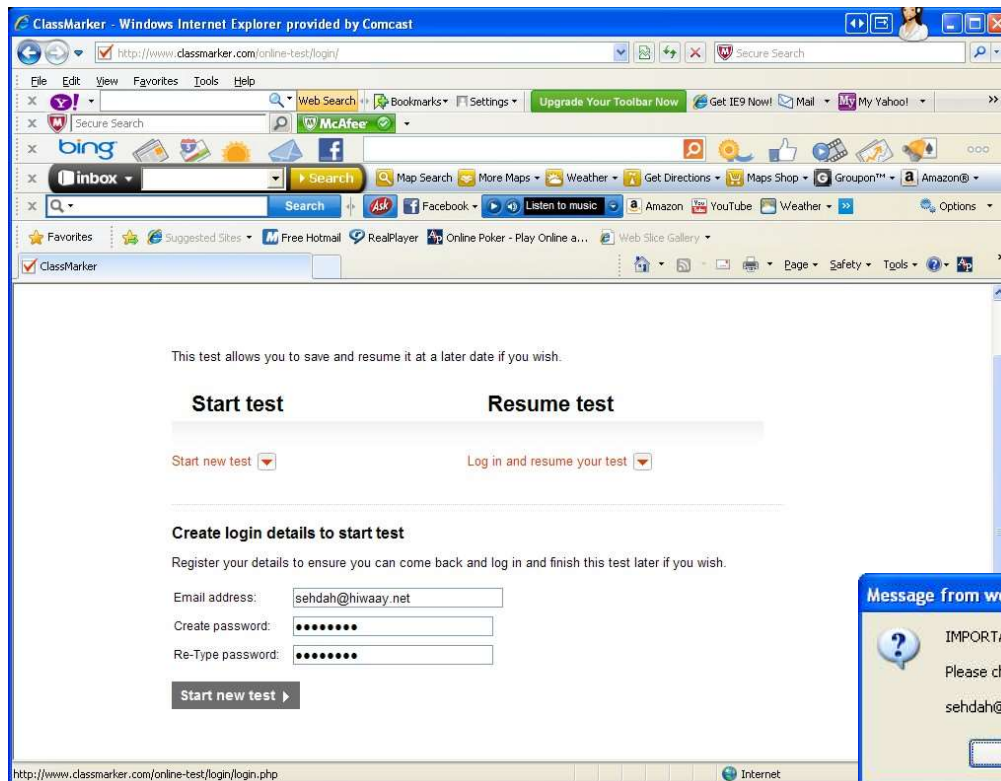 ClassMarker - Windows Internet Explorer provided by Comcast
http://www.classmarker.com/online-test/login/
Secure Search
File Edit View Favorites Tools Help
x Y! Web Search Bookmarks Settings Upgrade Your Toolbar Now Get IE9 Now! Mail My My Yahoo! »
x Secure Search McAfee
x bing f
x inbox Search Map Search More Maps Weather Get Directions Maps Shop G Groupon™ a Amazon®
x Q Search Ask Facebook Listen to music a Amazon YouTube Weather » Options
Favorites Suggested Sites Free Hotmail RealPlayer Ap Online Poker - Play Online a... Web Slice Gallery
ClassMarker Page Safety Tools Ap »
This test allows you to save and resume it at a later date if you wish.
Start test Resume test
Start new test Log in and resume your test
Create login details to start test
Register your details to ensure you can come back and log in and finish this test later if you wish.
Email address: sehdah@hiwaay.net
Create password: ••••••••
Re-Type password: ••••••••
Start new test
Message from we
IMPORTA
Please ch
sehdah@
http://www.classmarker.com/online-test/login/login.php Internet